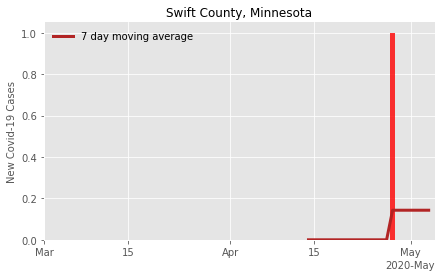 Swift County, Minnesota
7 day moving average
New Covid-19 Cases
1.0
0.8
0.6
0.4
0.2
0.0
Mar 15 Apr 15 May
2020-May